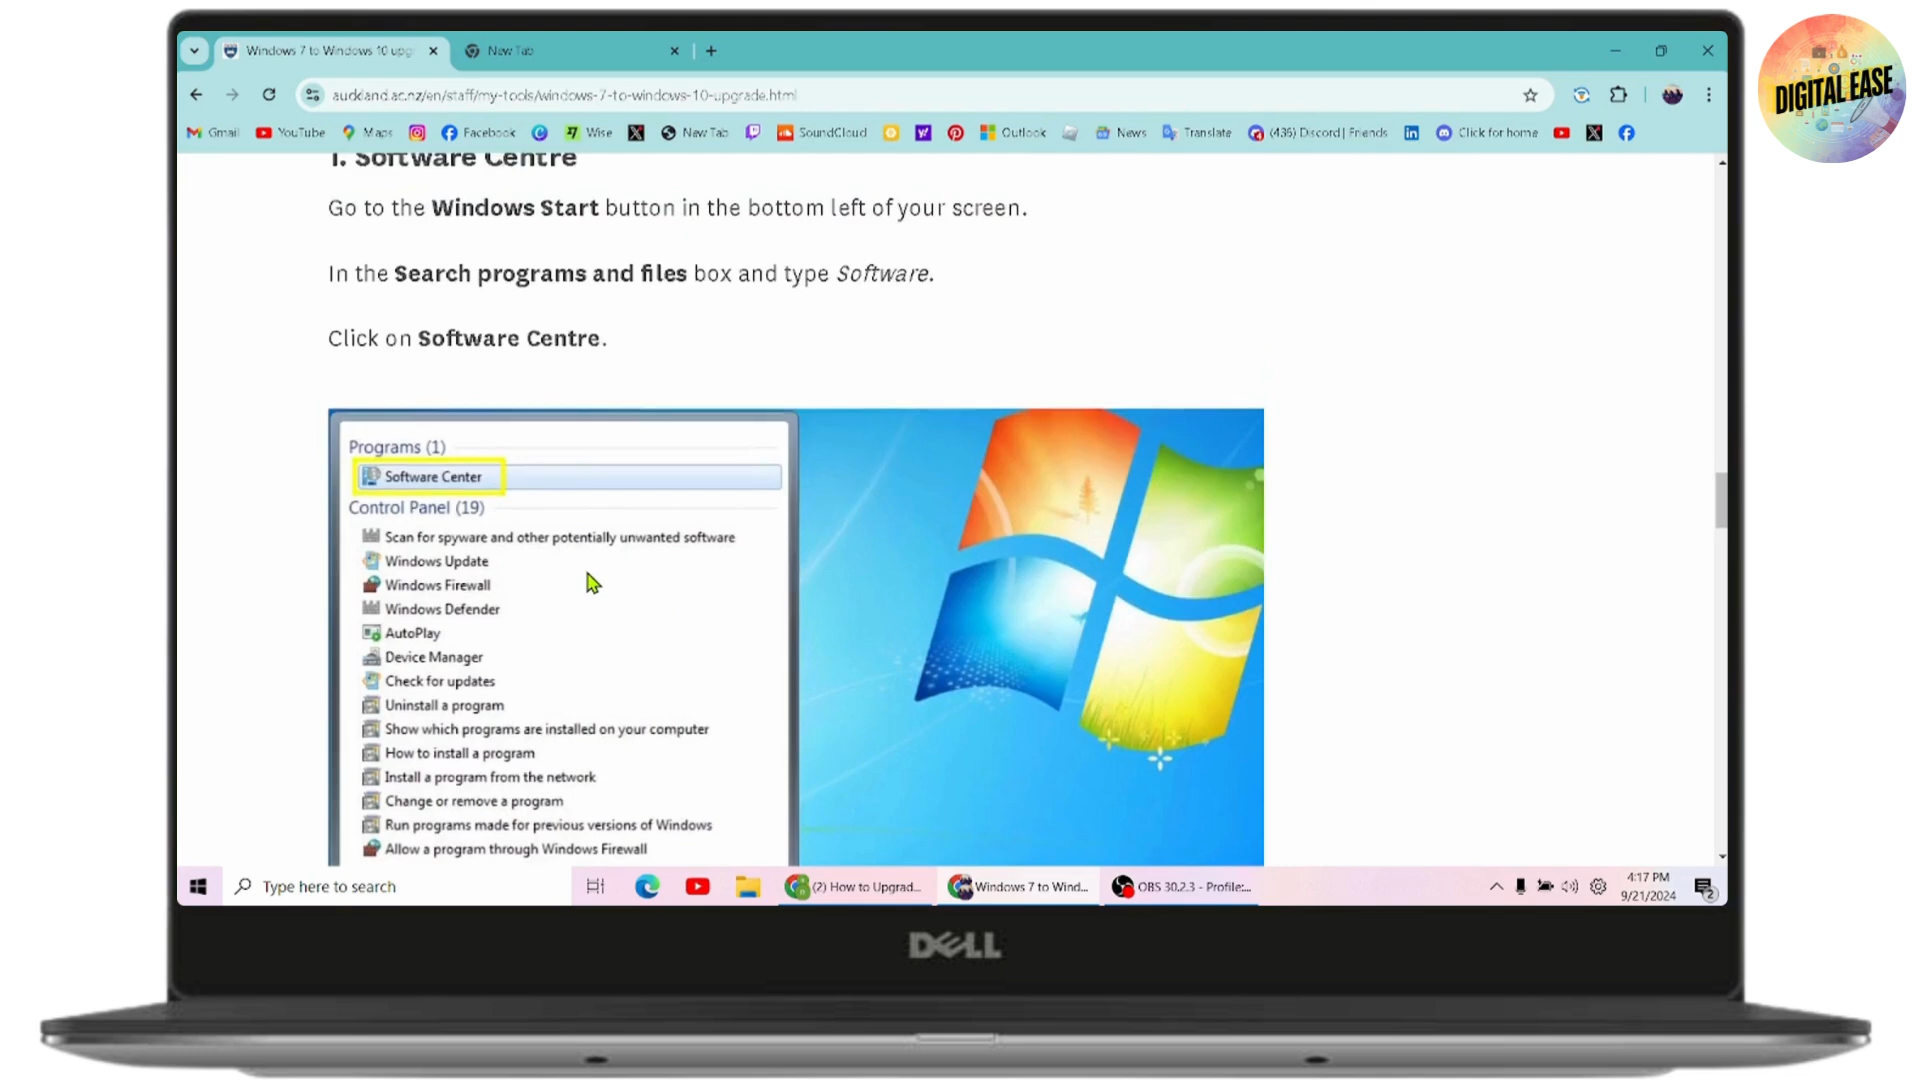 Windows 7 to Windows 10 upg
New Tab
DIGITAL EASE
auckland.ac.nz/en/staff/my-tools/windows-7-to-windows-10-upgrade.html
Gmail YouTube Maps Facebook Wise New Tab SoundCloud Outlook News Translate (436) Discord | Friends Click for home
1. Software Centre
Go to the Windows Start button in the bottom left of your screen.
In the Search programs and files box and type Software.
Click on Software Centre.
Programs (1)
Software Center
Control Panel (19)
Scan for spyware and other potentially unwanted software
Windows Update
Windows Firewall
Windows Defender
AutoPlay
Device Manager
Check for updates
Uninstall a program
Show which programs are installed on your computer
How to install a program
Install a program from the network
Change or remove a program
Run programs made for previous versions of Windows
Allow a program through Windows Firewall
Type here to search
(2) How to Upgrad...
Windows 7 to Wind...
OBS 30.2.3 - Profile:...
4:17 PM
9/21/2024
2
DELL